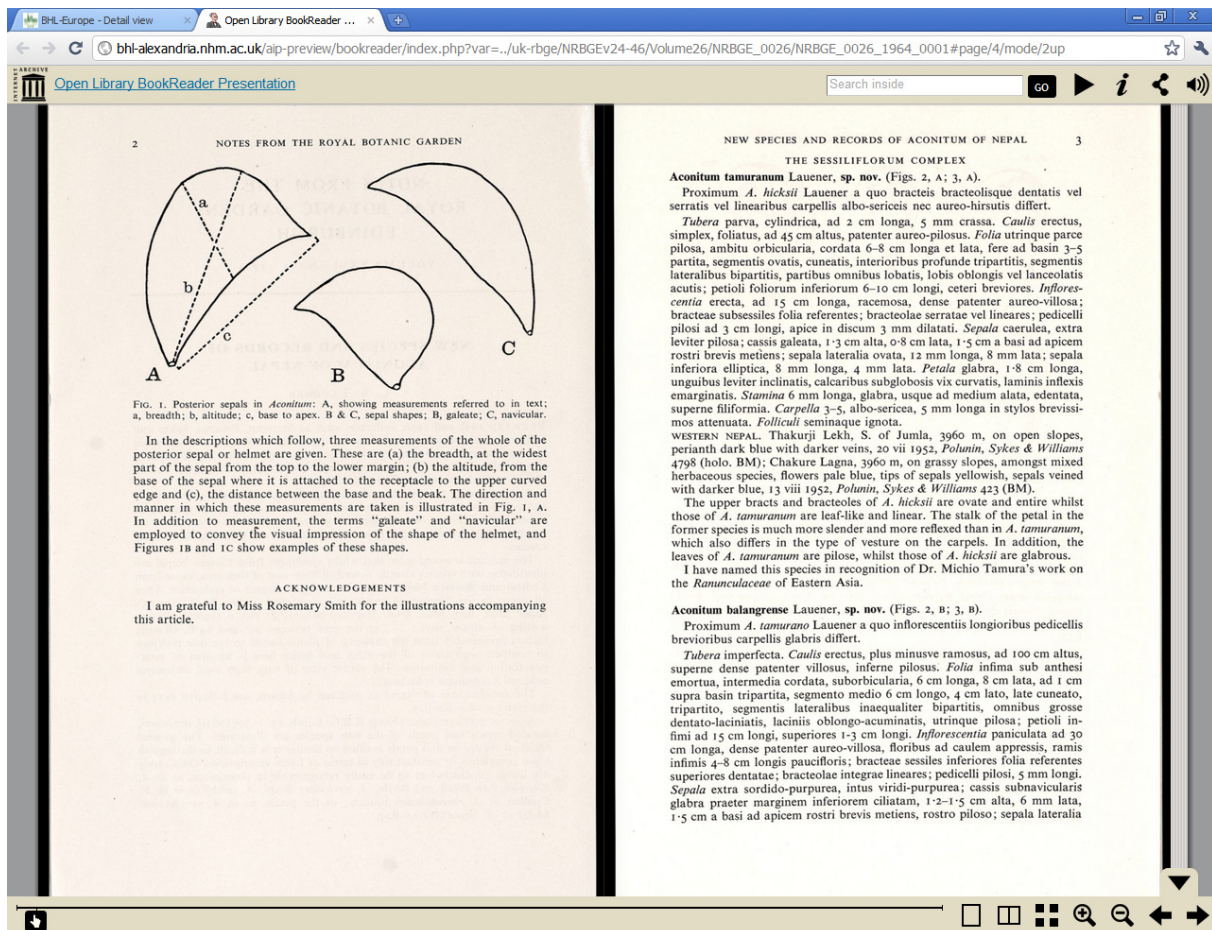 BHL-Europe - Detail view
Open Library BookReader ...
bhl-alexandria.nhm.ac.uk/aip-preview/bookreader/index.php?var=../uk-rbge/NRBGEv24-46/Volume26/NRBGE_0026/NRBGE_0026_1964_0001#page/4/mode/2up
INTERNET ARCHIVE
Open Library BookReader Presentation
Search inside
GO
2 NOTES FROM THE ROYAL BOTANIC GARDEN
a
b
c
A
B
C
FIG. 1. Posterior sepals in Aconitum: A, showing measurements referred to in text;
a, breadth; b, altitude; c, base to apex. B & C, sepal shapes; B, galeate; C, navicular.
In the descriptions which follow, three measurements of the whole of the
posterior sepal or helmet are given. These are (a) the breadth, at the widest
part of the sepal from the top to the lower margin; (b) the altitude, from the
base of the sepal where it is attached to the receptacle to the upper curved
edge and (c), the distance between the base and the beak. The direction and
manner in which these measurements are taken is illustrated in Fig. 1, A.
In addition to measurement, the terms "galeate" and "navicular" are
employed to convey the visual impression of the shape of the helmet, and
Figures 1B and 1C show examples of these shapes.
ACKNOWLEDGEMENTS
I am grateful to Miss Rosemary Smith for the illustrations accompanying
this article.
NEW SPECIES AND RECORDS OF ACONITUM OF NEPAL 3
THE SESSILIFLORUM COMPLEX
Aconitum tamuranum Lauener, sp. nov. (Figs. 2, A; 3, A).
Proximum A. hicksii Lauener a quo bracteis bracteolisque dentatis vel
serratis vel linearibus carpellis albo-sericeis nec aureo-hirsutis differt.
Tubera parva, cylindrica, ad 2 cm longa, 5 mm crassa. Caulis erectus,
simplex, foliatus, ad 45 cm altus, patenter aureo-pilosus. Folia utrinque parce
pilosa, ambitu orbicularia, cordata 6–8 cm longa et lata, fere ad basin 3–5
partita, segmentis ovatis, cuneatis, interioribus profunde tripartitis, segmentis
lateralibus bipartitis, partibus omnibus lobatis, lobis oblongis vel lanceolatis
acutis; petioli foliorum inferiorum 6–10 cm longi, ceteri breviores. Inflores-
centia erecta, ad 15 cm longa, racemosa, dense patenter aureo-villosa;
bracteae subsessiles folia referentes; bracteolae serratae vel lineares; pedicelli
pilosi ad 3 cm longi, apice in discum 3 mm dilatati. Sepala caerulea, extra
leviter pilosa; cassis galeata, 1·3 cm alta, 0·8 cm lata, 1·5 cm a basi ad apicem
rostri brevis metiens; sepala lateralia ovata, 12 mm longa, 8 mm lata; sepala
inferiora elliptica, 8 mm longa, 4 mm lata. Petala glabra, 1·8 cm longa,
unguibus leviter inclinatis, calcaribus subglobosis vix curvatis, laminis inflexis
emarginatis. Stamina 6 mm longa, glabra, usque ad medium alata, edentata,
superne filiformia. Carpella 3–5, albo-sericea, 5 mm longa in stylos brevissi-
mos attenuata. Folliculi seminaque ignota.
WESTERN NEPAL. Thakurji Lekh, S. of Jumla, 3960 m, on open slopes,
perianth dark blue with darker veins, 20 vii 1952, Polunin, Sykes & Williams
4798 (holo. BM); Chakure Lagna, 3960 m, on grassy slopes, amongst mixed
herbaceous species, flowers pale blue, tips of sepals yellowish, sepals veined
with darker blue, 13 viii 1952, Polunin, Sykes & Williams 423 (BM).
The upper bracts and bracteoles of A. hicksii are ovate and entire whilst
those of A. tamuranum are leaf-like and linear. The stalk of the petal in the
former species is much more slender and more reflexed than in A. tamuranum,
which also differs in the type of vesture on the carpels. In addition, the
leaves of A. tamuranum are pilose, whilst those of A. hicksii are glabrous.
I have named this species in recognition of Dr. Michio Tamura's work on
the Ranunculaceae of Eastern Asia.
Aconitum balangrense Lauener, sp. nov. (Figs. 2, B; 3, B).
Proximum A. tamurano Lauener a quo inflorescentiis longioribus pedicellis
brevioribus carpellis glabris differt.
Tubera imperfecta. Caulis erectus, plus minusve ramosus, ad 100 cm altus,
superne dense patenter villosus, inferne pilosus. Folia infima sub anthesi
emortua, intermedia cordata, suborbicularia, 6 cm longa, 8 cm lata, ad 1 cm
supra basin tripartita, segmento medio 6 cm longo, 4 cm lato, late cuneato,
tripartito, segmentis lateralibus inaequaliter bipartitis, omnibus grosse
dentato-laciniatis, laciniis oblongo-acuminatis, utrinque pilosa; petioli in-
fimi ad 15 cm longi, superiores 1-3 cm longi. Inflorescentia paniculata ad 30
cm longa, dense patenter aureo-villosa, floribus ad caulem appressis, ramis
infimis 4–8 cm longis paucifloris; bracteae sessiles inferiores folia referentes
superiores dentatae; bracteolae integrae lineares; pedicelli pilosi, 5 mm longi.
Sepala extra sordido-purpurea, intus viridi-purpurea; cassis subnavicularis
glabra praeter marginem inferiorem ciliatam, 1·2–1·5 cm alta, 6 mm lata,
1·5 cm a basi ad apicem rostri brevis metiens, rostro piloso; sepala lateralia